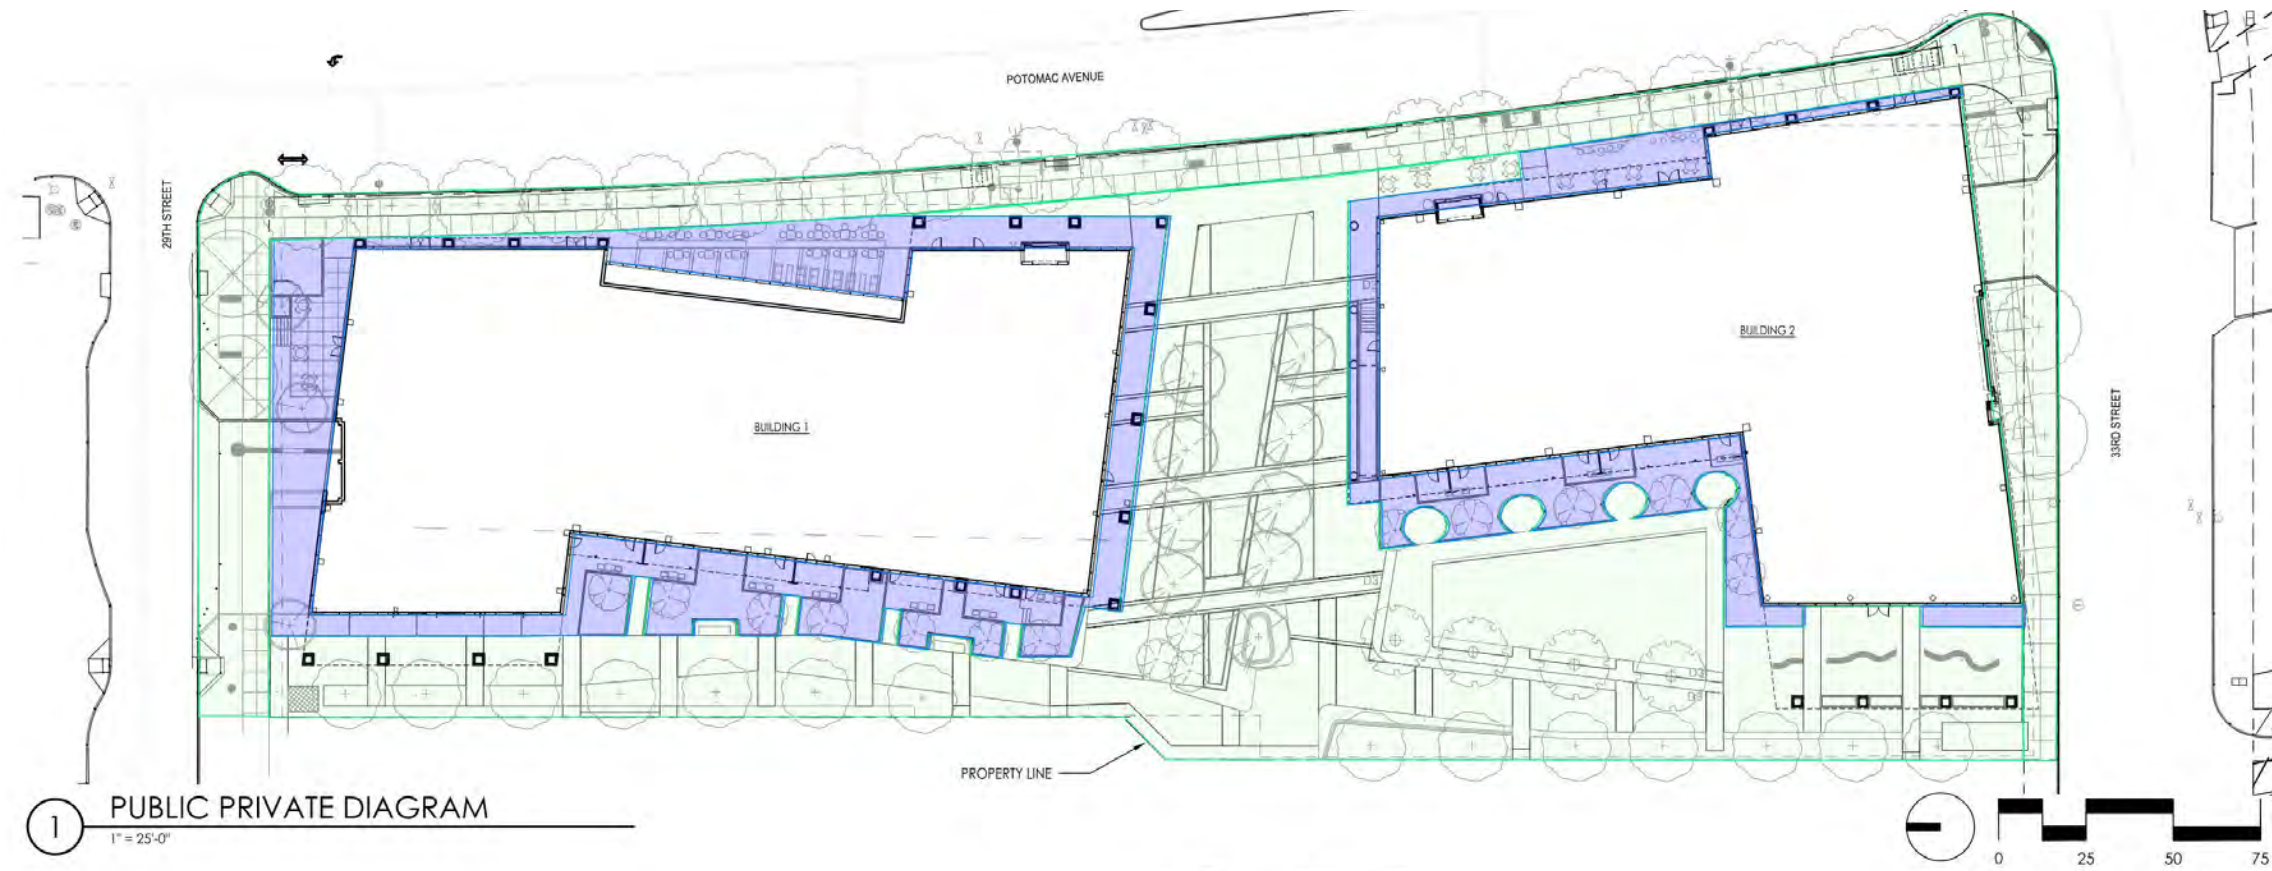 POTOMAC AVENUE
29TH STREET
BUILDING 2
33RD STREET
BUILDING 1
D3
PROPERTY LINE
1
PUBLIC PRIVATE DIAGRAM
1" = 25'-0"
0 25 50 75